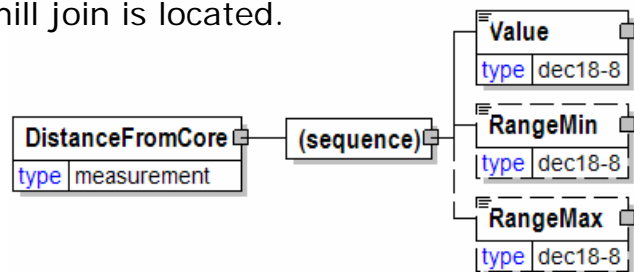 mill join is located.
Value
type dec18-8
RangeMin
type dec18-8
DistanceFromCore
type measurement
(sequence)
RangeMax
type dec18-8